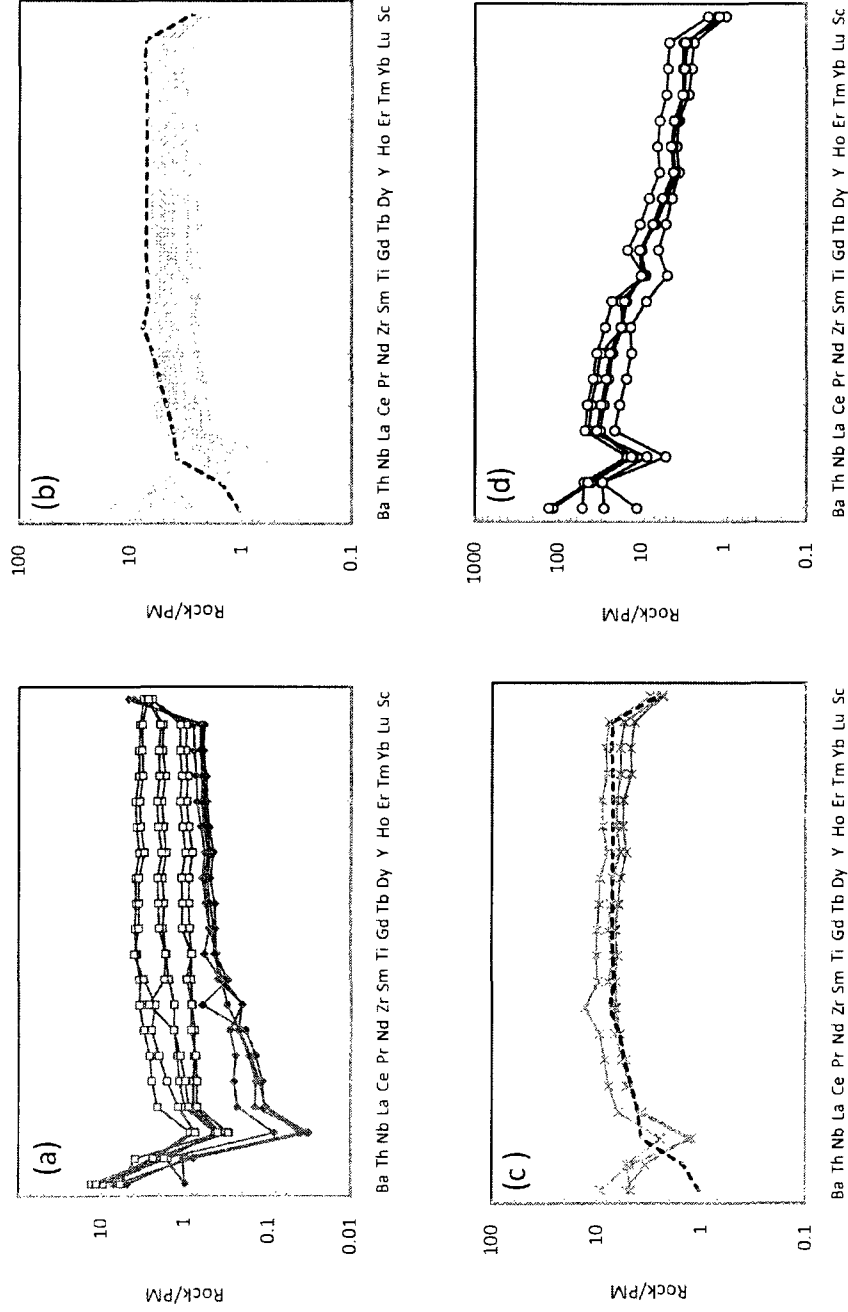 (a)
Rock/PM
10
1
0.1
0.01
Ba Th Nb La Ce Pr Nd Zr Sm Ti Gd Tb Dy Y Ho Er Tm Yb Lu Sc
(b)
Rock/PM
100
10
1
0.1
Ba Th Nb La Ce Pr Nd Zr Sm Ti Gd Tb Dy Y Ho Er Tm Yb Lu Sc
(c)
Rock/PM
100
10
1
0.1
Ba Th Nb La Ce Pr Nd Zr Sm Ti Gd Tb Dy Y Ho Er Tm Yb Lu Sc
(d)
Rock/PM
1000
100
10
1
0.1
Ba Th Nb La Ce Pr Nd Zr Sm Ti Gd Tb Dy Y Ho Er Tm Yb Lu Sc